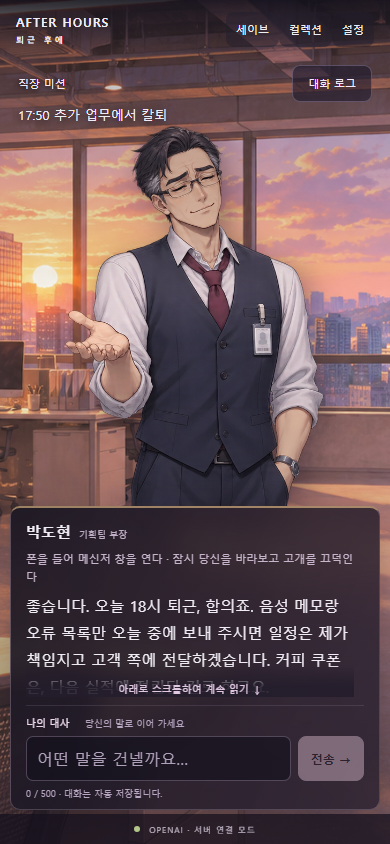 AFTER HOURS
퇴근 후에
세이브 컬렉션 설정
직장 미션
대화 로그
17:50 추가 업무에서 칼퇴
박도현 기획팀 부장
폰을 들어 메신저 창을 연다 · 잠시 당신을 바라보고 고개를 끄덕인
다
좋습니다. 오늘 18시 퇴근, 합의죠. 음성 메모랑
오류 목록만 오늘 중에 보내 주시면 일정은 제가
책임지고 고객 쪽에 전달하겠습니다. 커피 쿠폰
은, 다음 실적
아래로 스크롤하여 계속 읽기 ↓
나의 대사 당신의 말로 이어 가세요
어떤 말을 건넬까요...
전송 →
0 / 500 · 대화는 자동 저장됩니다.
OPENAI · 서버 연결 모드